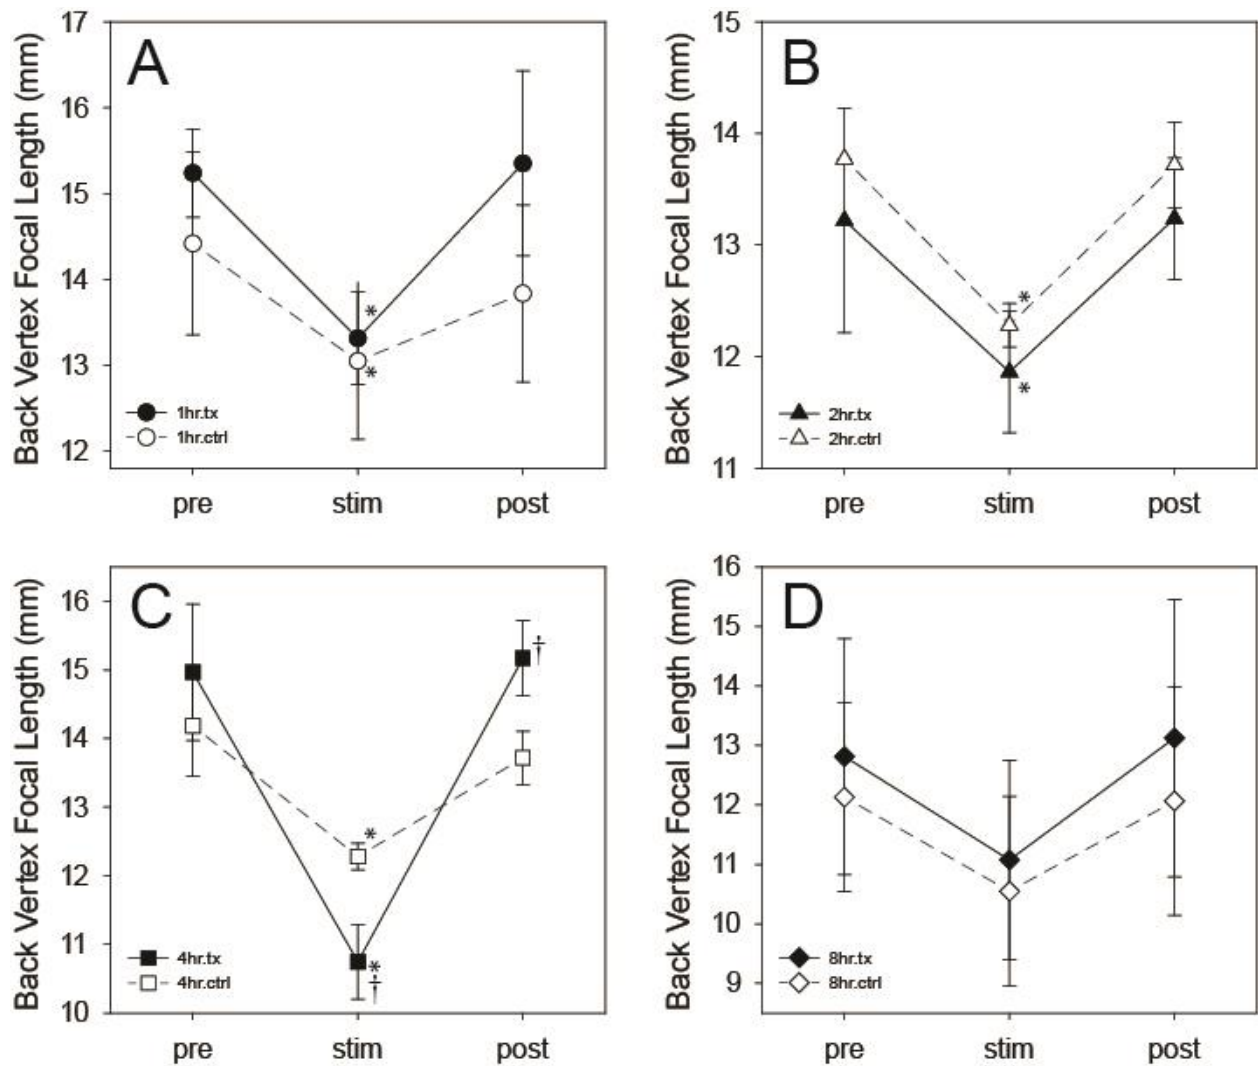 A
Back Vertex Focal Length (mm)
17
16
15
14
13
12
*
*
1hr.tx
1hr.ctrl
pre stim post
B
Back Vertex Focal Length (mm)
15
14
13
12
11
*
*
2hr.tx
2hr.ctrl
pre stim post
C
Back Vertex Focal Length (mm)
16
15
14
13
12
11
10
†
*
*
†
4hr.tx
4hr.ctrl
pre stim post
D
Back Vertex Focal Length (mm)
16
15
14
13
12
11
10
9
8hr.tx
8hr.ctrl
pre stim post